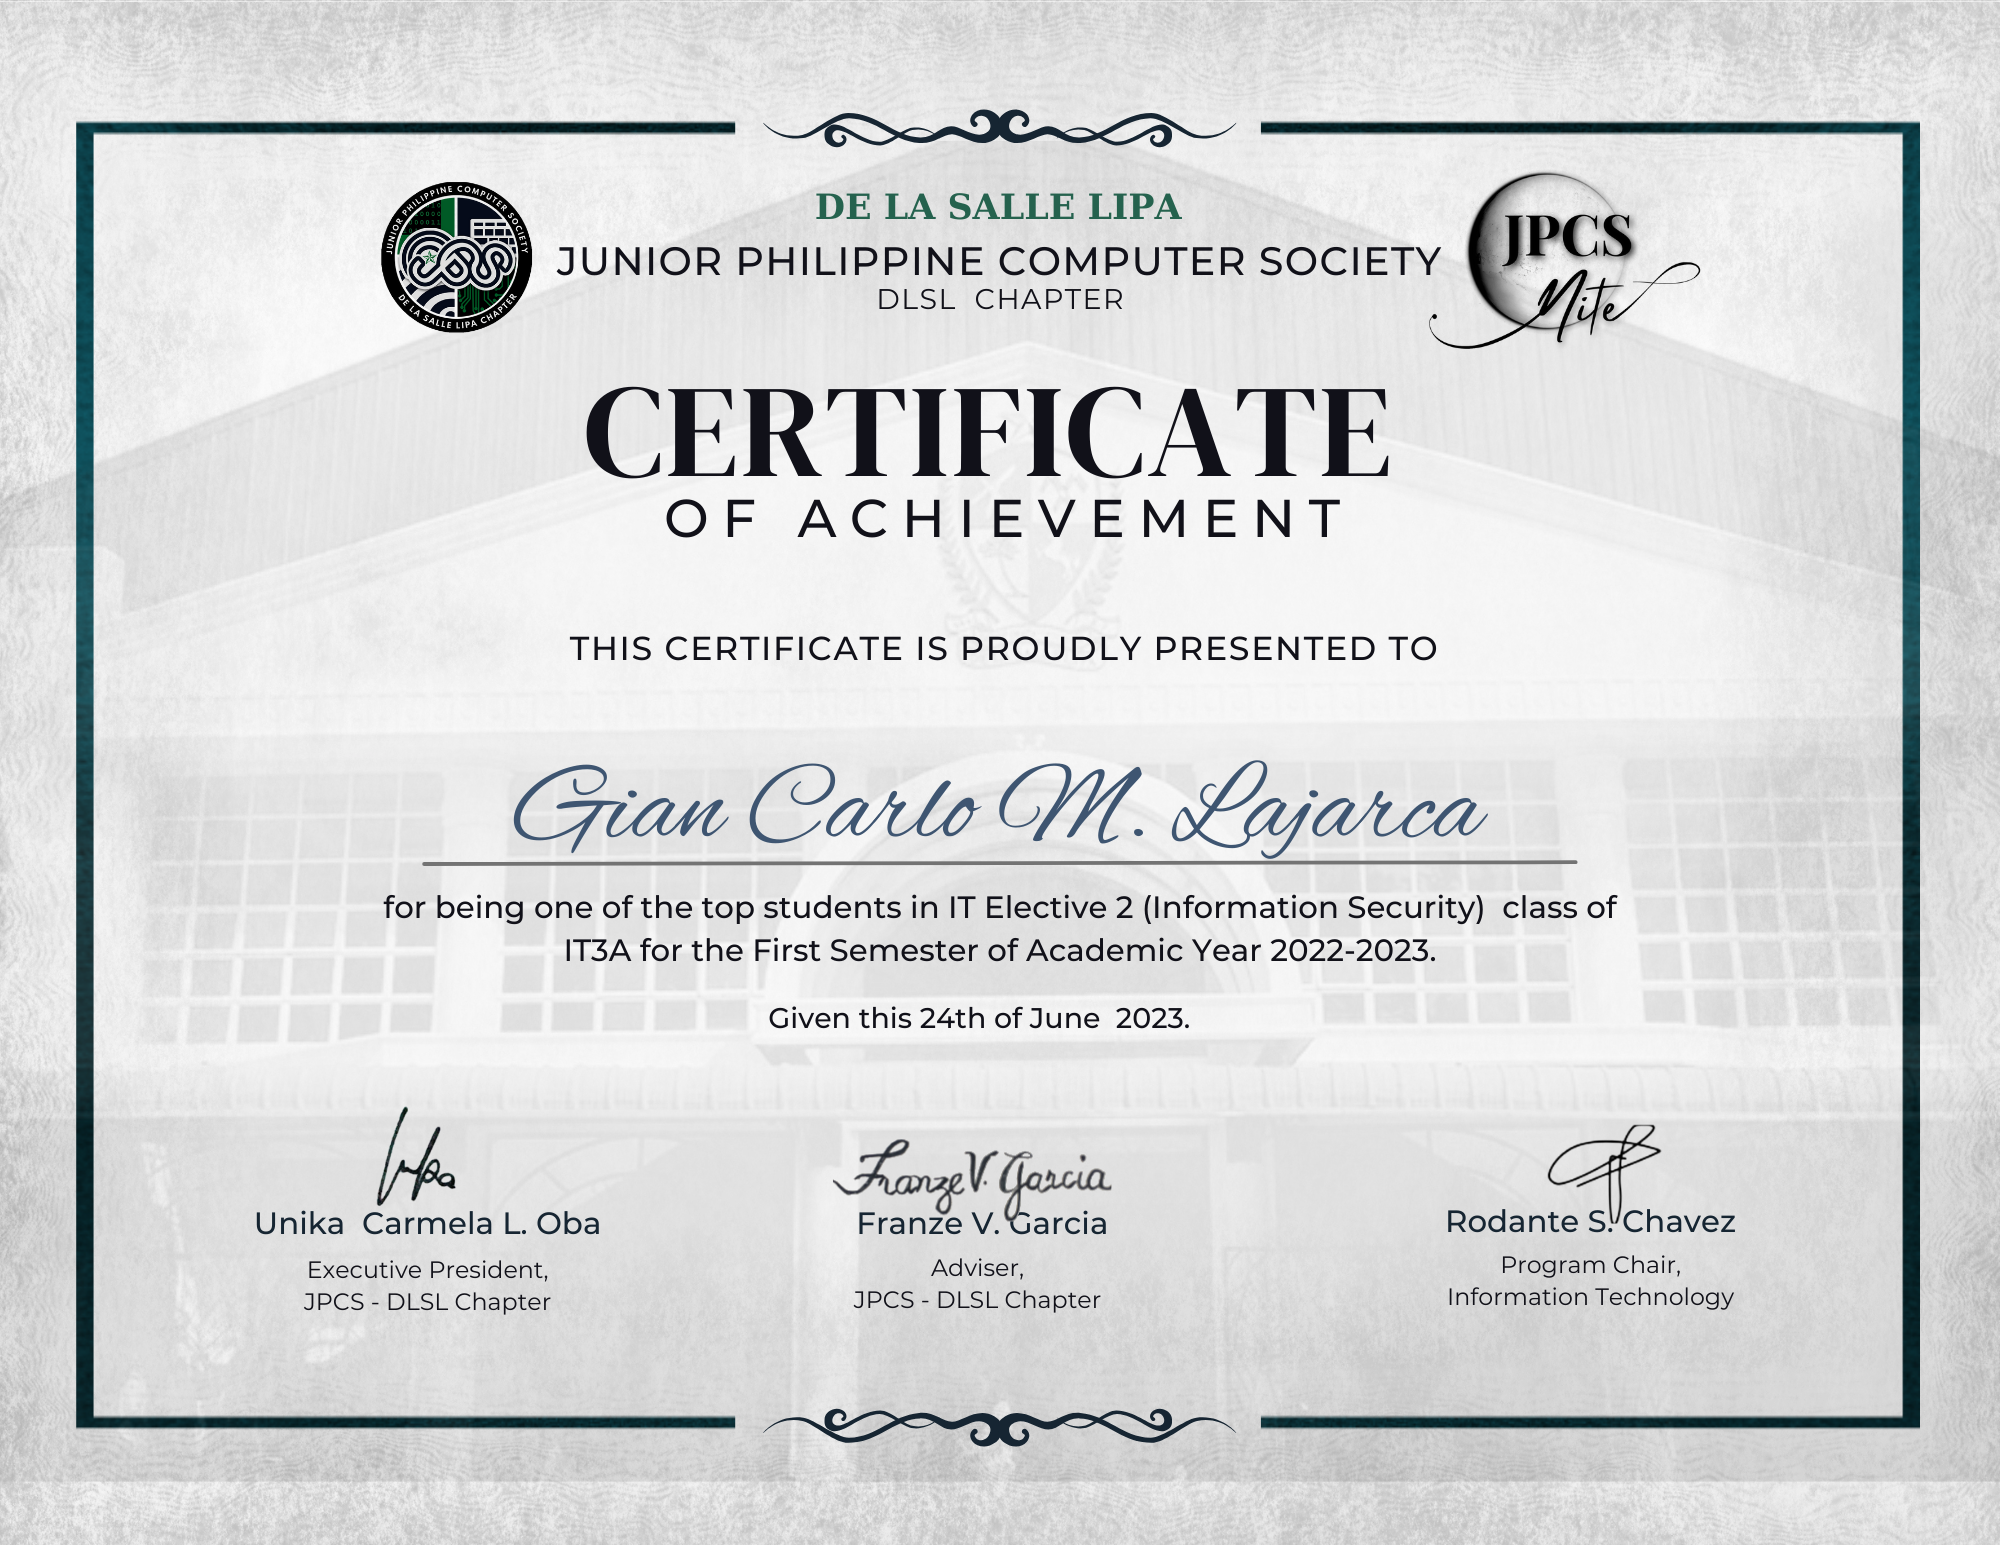 JUNIOR PHILIPPINE COMPUTER SOCIETY
DE LA SALLE LIPA CHAPTER
DE LA SALLE LIPA
JUNIOR PHILIPPINE COMPUTER SOCIETY
DLSL CHAPTER
JPCS
Nite
CERTIFICATE
OF ACHIEVEMENT
THIS CERTIFICATE IS PROUDLY PRESENTED TO
Gian Carlo M. Lajarca
for being one of the top students in IT Elective 2 (Information Security) class of
IT3A for the First Semester of Academic Year 2022-2023.
Given this 24th of June 2023.
Franze V. Garcia
Unika Carmela L. Oba
Executive President,
JPCS - DLSL Chapter
Franze V. Garcia
Adviser,
JPCS - DLSL Chapter
Rodante S. Chavez
Program Chair,
Information Technology